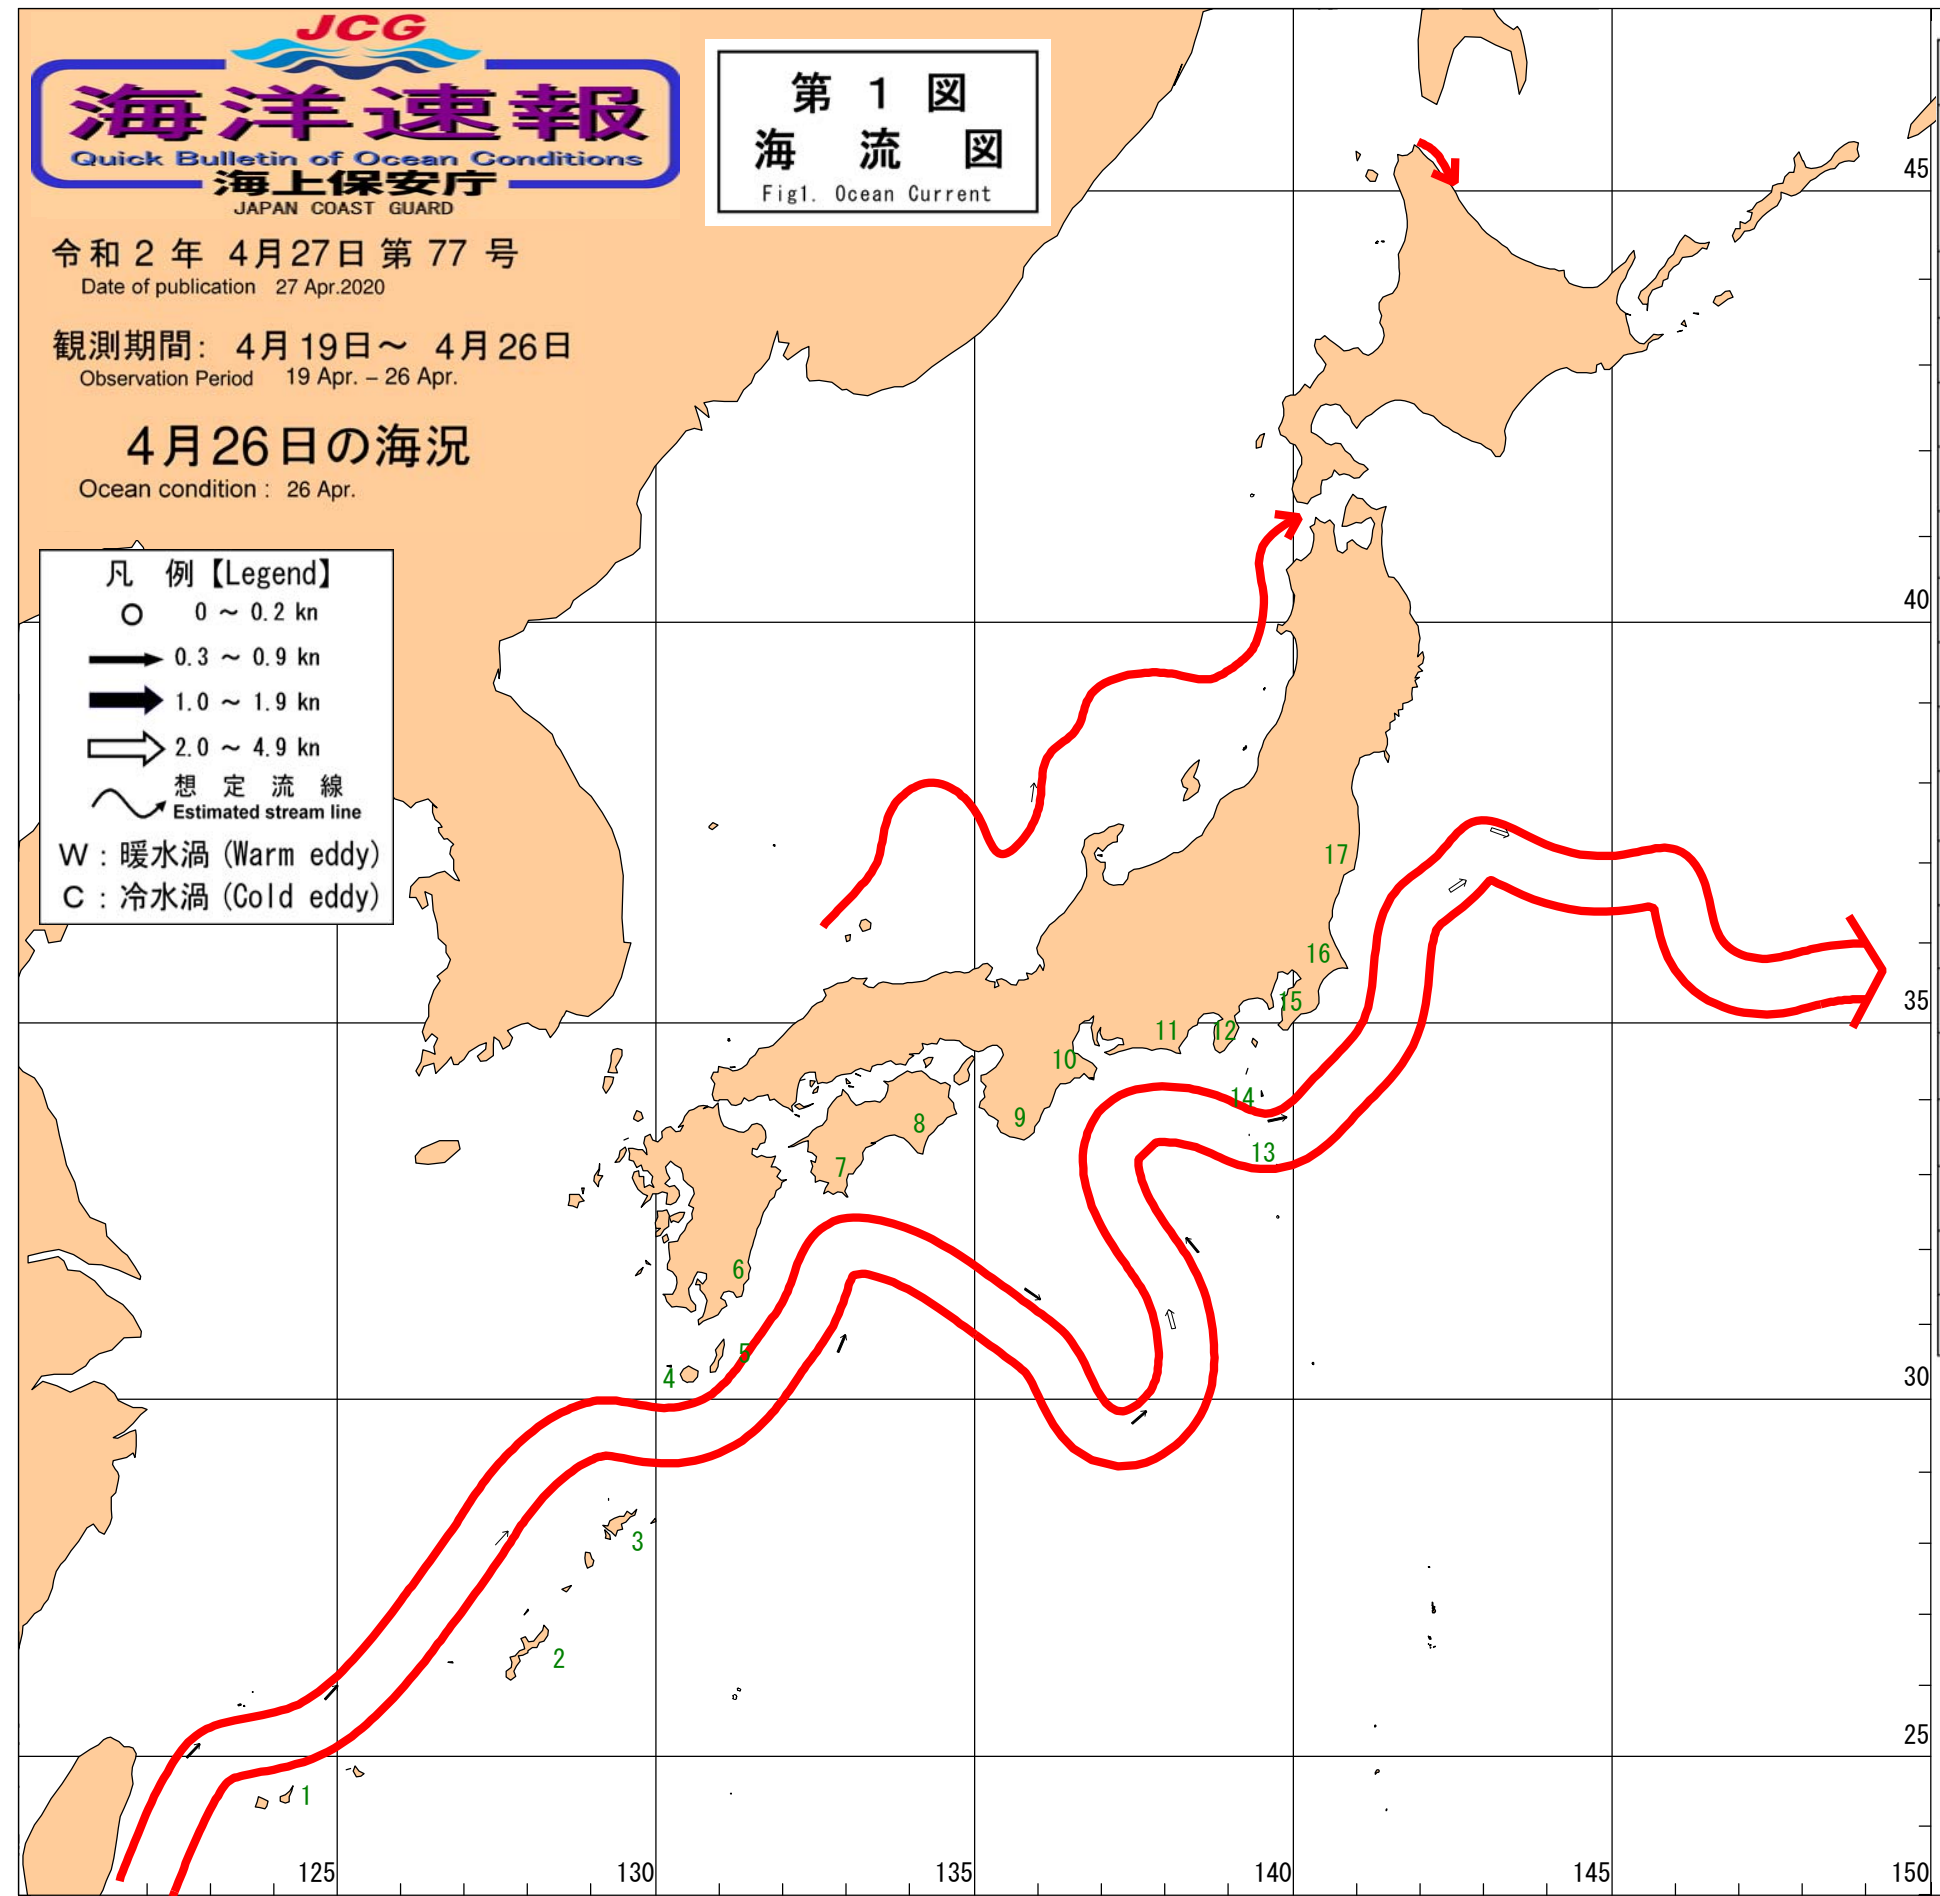 JCG
海洋速報
Quick Bulletin of Ocean Conditions
海上保安庁
JAPAN COAST GUARD
令和 2 年 4月27日 第 77 号
Date of publication 27 Apr.2020
観測期間: 4月19日～ 4月26日
Observation Period 19 Apr. – 26 Apr.
4月26日の海況
Ocean condition : 26 Apr.
第 1 図
海 流 図
Fig1. Ocean Current
凡 例【Legend】
0 ～ 0.2 kn
0.3 ～ 0.9 kn
1.0 ～ 1.9 kn
2.0 ～ 4.9 kn
想 定 流 線
Estimated stream line
W : 暖水渦 (Warm eddy)
C : 冷水渦 (Cold eddy)
45
40
35
30
25
17
16
15
12
11
10
14
9
8
13
7
6
5
4
3
2
1
125
130
135
140
145
150